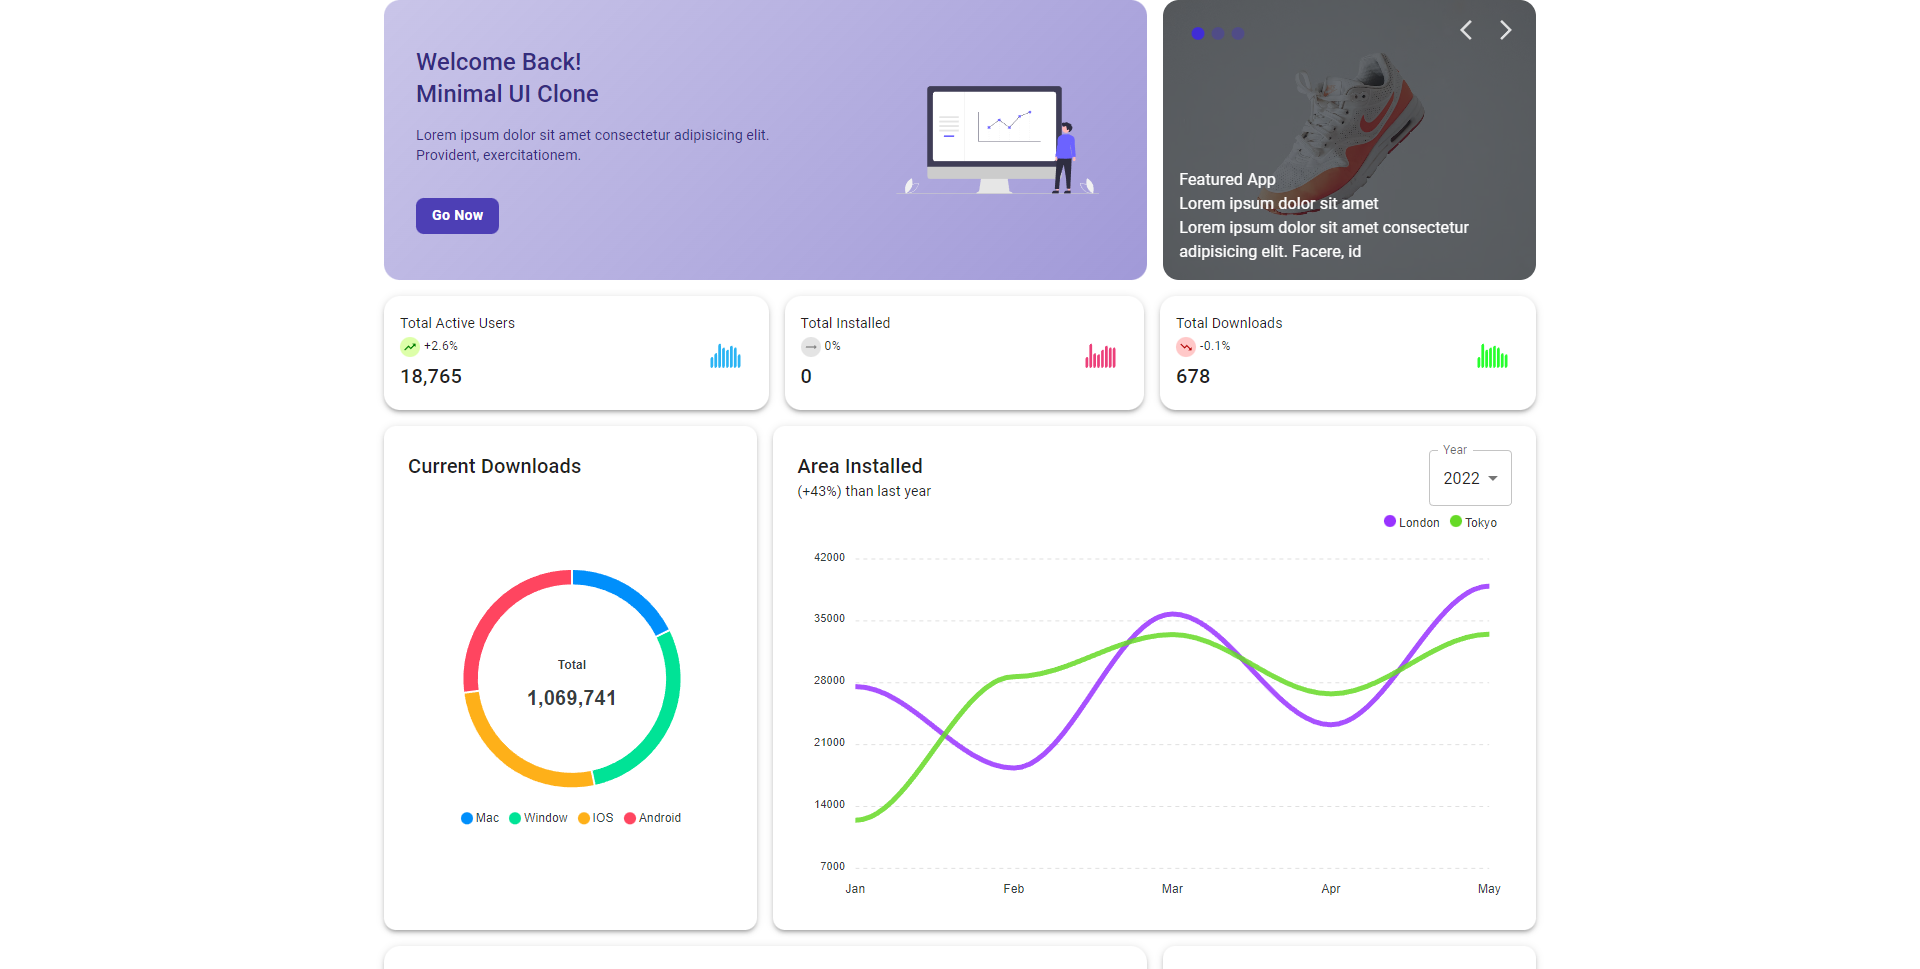 Welcome Back!
Minimal UI Clone
Lorem ipsum dolor sit amet consectetur adipisicing elit.
Provident, exercitationem.
Go Now
Featured App
Lorem ipsum dolor sit amet
Lorem ipsum dolor sit amet consectetur
adipisicing elit. Facere, id
Total Active Users
+2.6%
18,765
Total Installed
0%
0
Total Downloads
-0.1%
678
Current Downloads
Total
1,069,741
Mac Window IOS Android
Area Installed
(+43%) than last year
Year
2022
London Tokyo
42000
35000
28000
21000
14000
7000
Jan Feb Mar Apr May